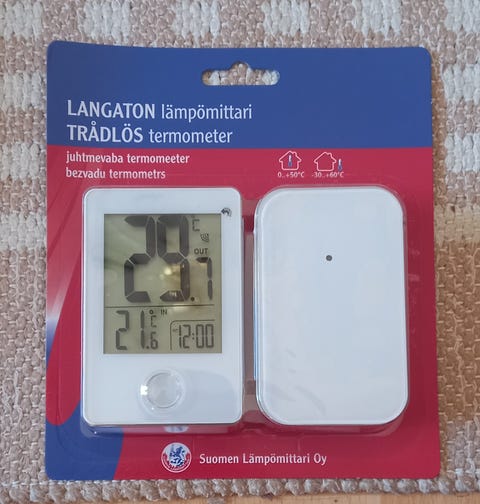 LANGATON lämpömittari
TRÅDLÖS termometer
juhtmevaba termomeeter
bezvadu termometrs
0..+50°C -30..+60°C
°C
OUT
23.7
IN
21.6 °C
12:00
Suomen Lämpömittari Oy